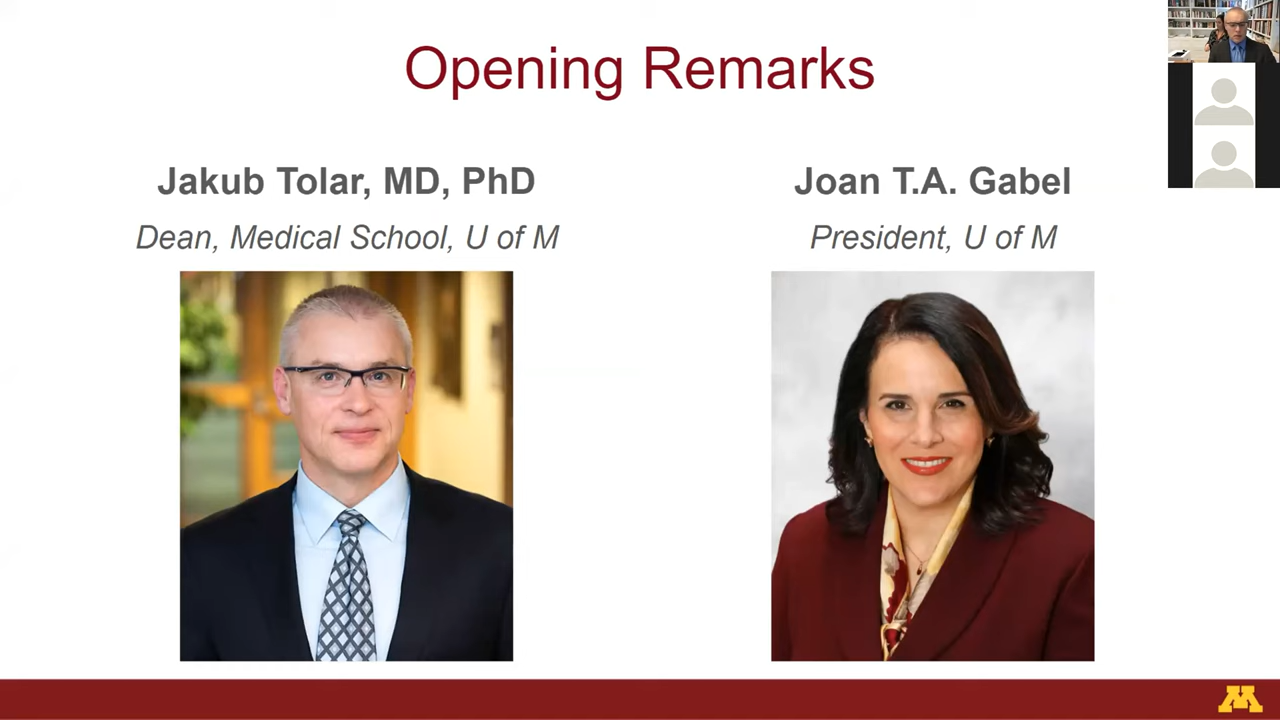 Opening Remarks
Jakub Tolar, MD, PhD
Dean, Medical School, U of M
Joan T.A. Gabel
President, U of M
M